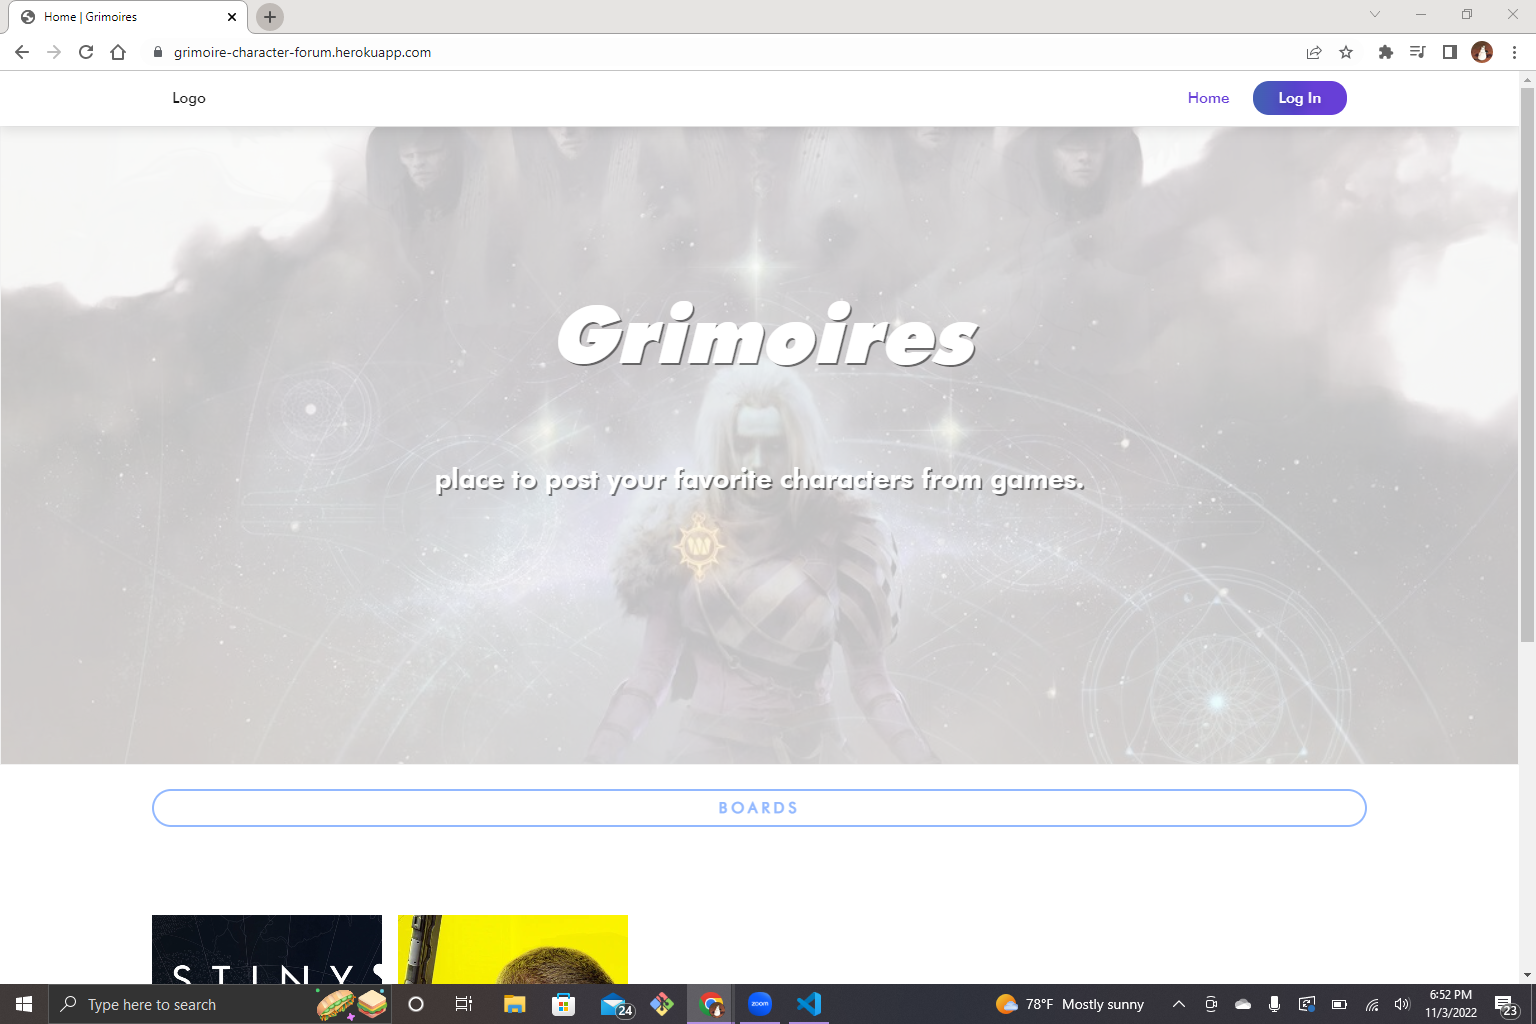 Home | Grimoires
grimoire-character-forum.herokuapp.com
Logo
Home
Log In
Grimoires
place to post your favorite characters from games.
BOARDS
STINY
Type here to search
24
zoom
78°F Mostly sunny
6:52 PM
11/3/2022
23